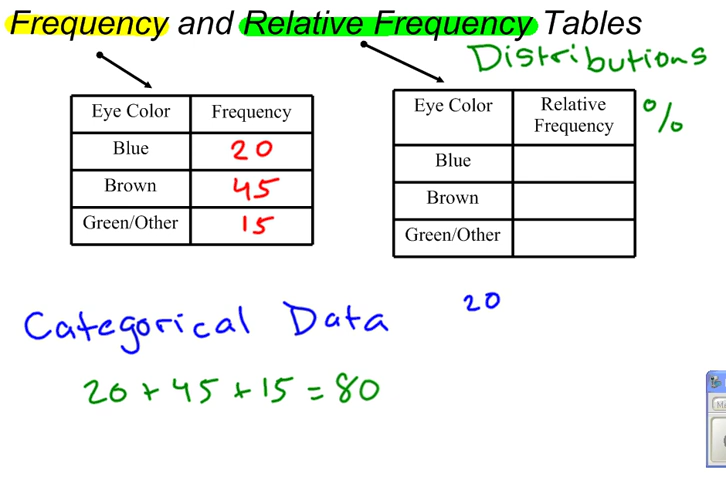 Frequency and Relative Frequency Tables
Distributions
Eye Color Frequency
Blue 20
Brown 45
Green/Other 15
Eye Color Relative Frequency %
Blue
Brown
Green/Other
Categorical Data 20
20 + 45 + 15 = 80